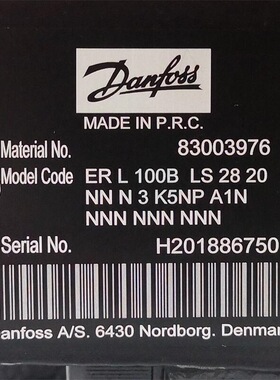 Danfoss
MADE IN P.R.C.
Material No. 83003976
Model Code ER L 100B LS 28 20
NN N 3 K5NP A1N
NNN NNN NNN
Serial No. H201886750
anfoss A/S. 6430 Nordborg. Denmar